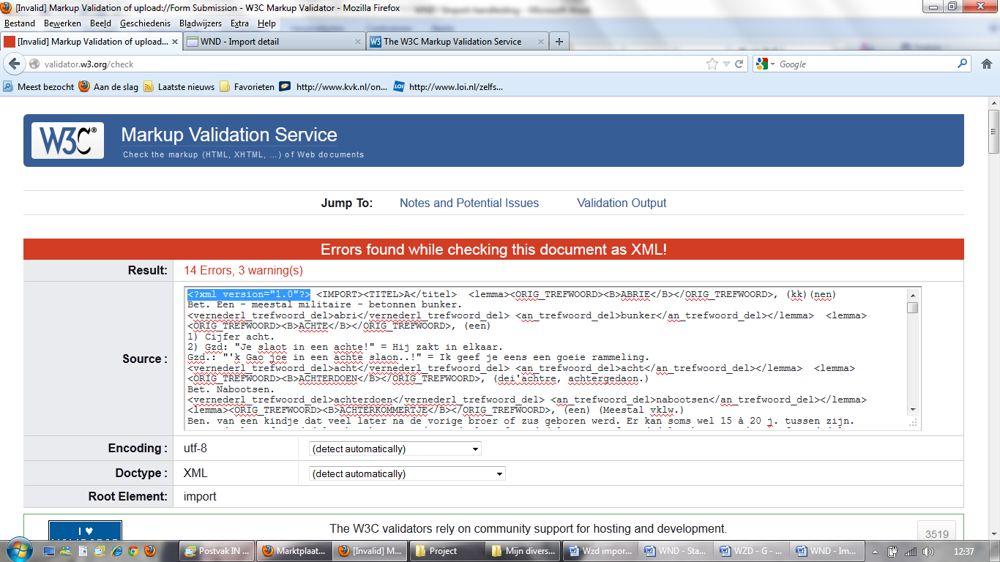 [Invalid] Markup Validation of upload://Form Submission - W3C Markup Validator - Mozilla Firefox
Bestand Bewerken Beeld Geschiedenis Bladwijzers Extra Help
[Invalid] Markup Validation of upload... × WND - Import detail × The W3C Markup Validation Service × +
validator.w3.org/check Google
Meest bezocht Aan de slag Laatste nieuws Favorieten http://www.kvk.nl/on... http://www.loi.nl/zelfs...
W3C® Markup Validation Service
Check the markup (HTML, XHTML, …) of Web documents
Jump To: Notes and Potential Issues Validation Output
Errors found while checking this document as XML!
Result: 14 Errors, 3 warning(s)
Source :
<?xml version="1.0"?> <IMPORT><TITEL>A</titel> <lemma><ORIG_TREFWOORD><B>ABRIE</B></ORIG_TREFWOORD>, (kk)(nen)
Bet. Een - meestal militaire - betonnen bunker.
<vernederl_trefwoord_del>abri</vernederl_trefwoord_del> <an_trefwoord_del>bunker</an_trefwoord_del></lemma> <lemma>
<ORIG_TREFWOORD><B>ACHTE</B></ORIG_TREFWOORD>, (een)
1) Cijfer acht.
2) Gzd: "Je slaot in een achte!" = Hij zakt in elkaar.
Gzd.: "'k Gao joe in een achte slaon..!" = Ik geef je eens een goeie rammeling.
<vernederl_trefwoord_del>acht</vernederl_trefwoord_del> <an_trefwoord_del>acht</an_trefwoord_del></lemma> <lemma>
<ORIG_TREFWOORD><B>ACHTERDOEN</B></ORIG_TREFWOORD>, (dei'achtre, achtergedaon.)
Bet. Nabootsen.
<vernederl_trefwoord_del>achterdoen</vernederl_trefwoord_del> <an_trefwoord_del>nabootsen</an_trefwoord_del></lemma>
<lemma><ORIG_TREFWOORD><B>ACHTERKOMMERTJE</B></ORIG_TREFWOORD>, (een) (Meestal vklw.)
Ben. van een kindje dat veel later na de vorige broer of zus geboren werd. Er kan soms wel 15 à 20 j. tussen zijn.
Encoding : utf-8 (detect automatically)
Doctype : XML (detect automatically)
Root Element: import
I ♥
The W3C validators rely on community support for hosting and development.
3519
Postvak IN ... Marktplaat... [Invalid] M... Project Mijn divers... Wzd impor... WND - Sta... WZD - G - ... WND - Im... 12:37